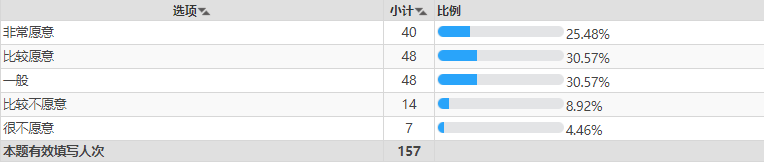 选项 小计 比例
非常愿意 40 25.48%
比较愿意 48 30.57%
一般 48 30.57%
比较不愿意 14 8.92%
很不愿意 7 4.46%
本题有效填写人次 157